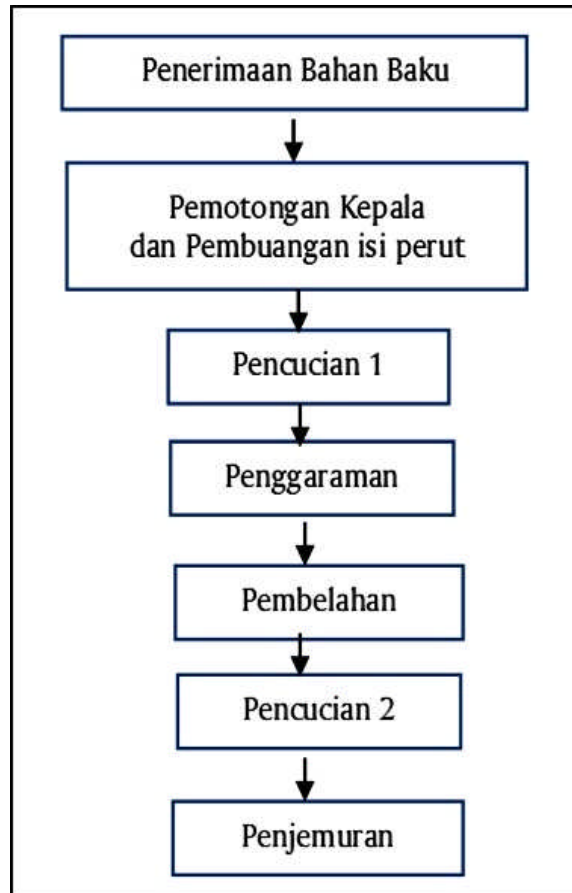 Penerimaan Bahan Baku
Pemotongan Kepala
dan Pembuangan isi perut
Pencucian 1
Penggaraman
Pembelahan
Pencucian 2
Penjemuran